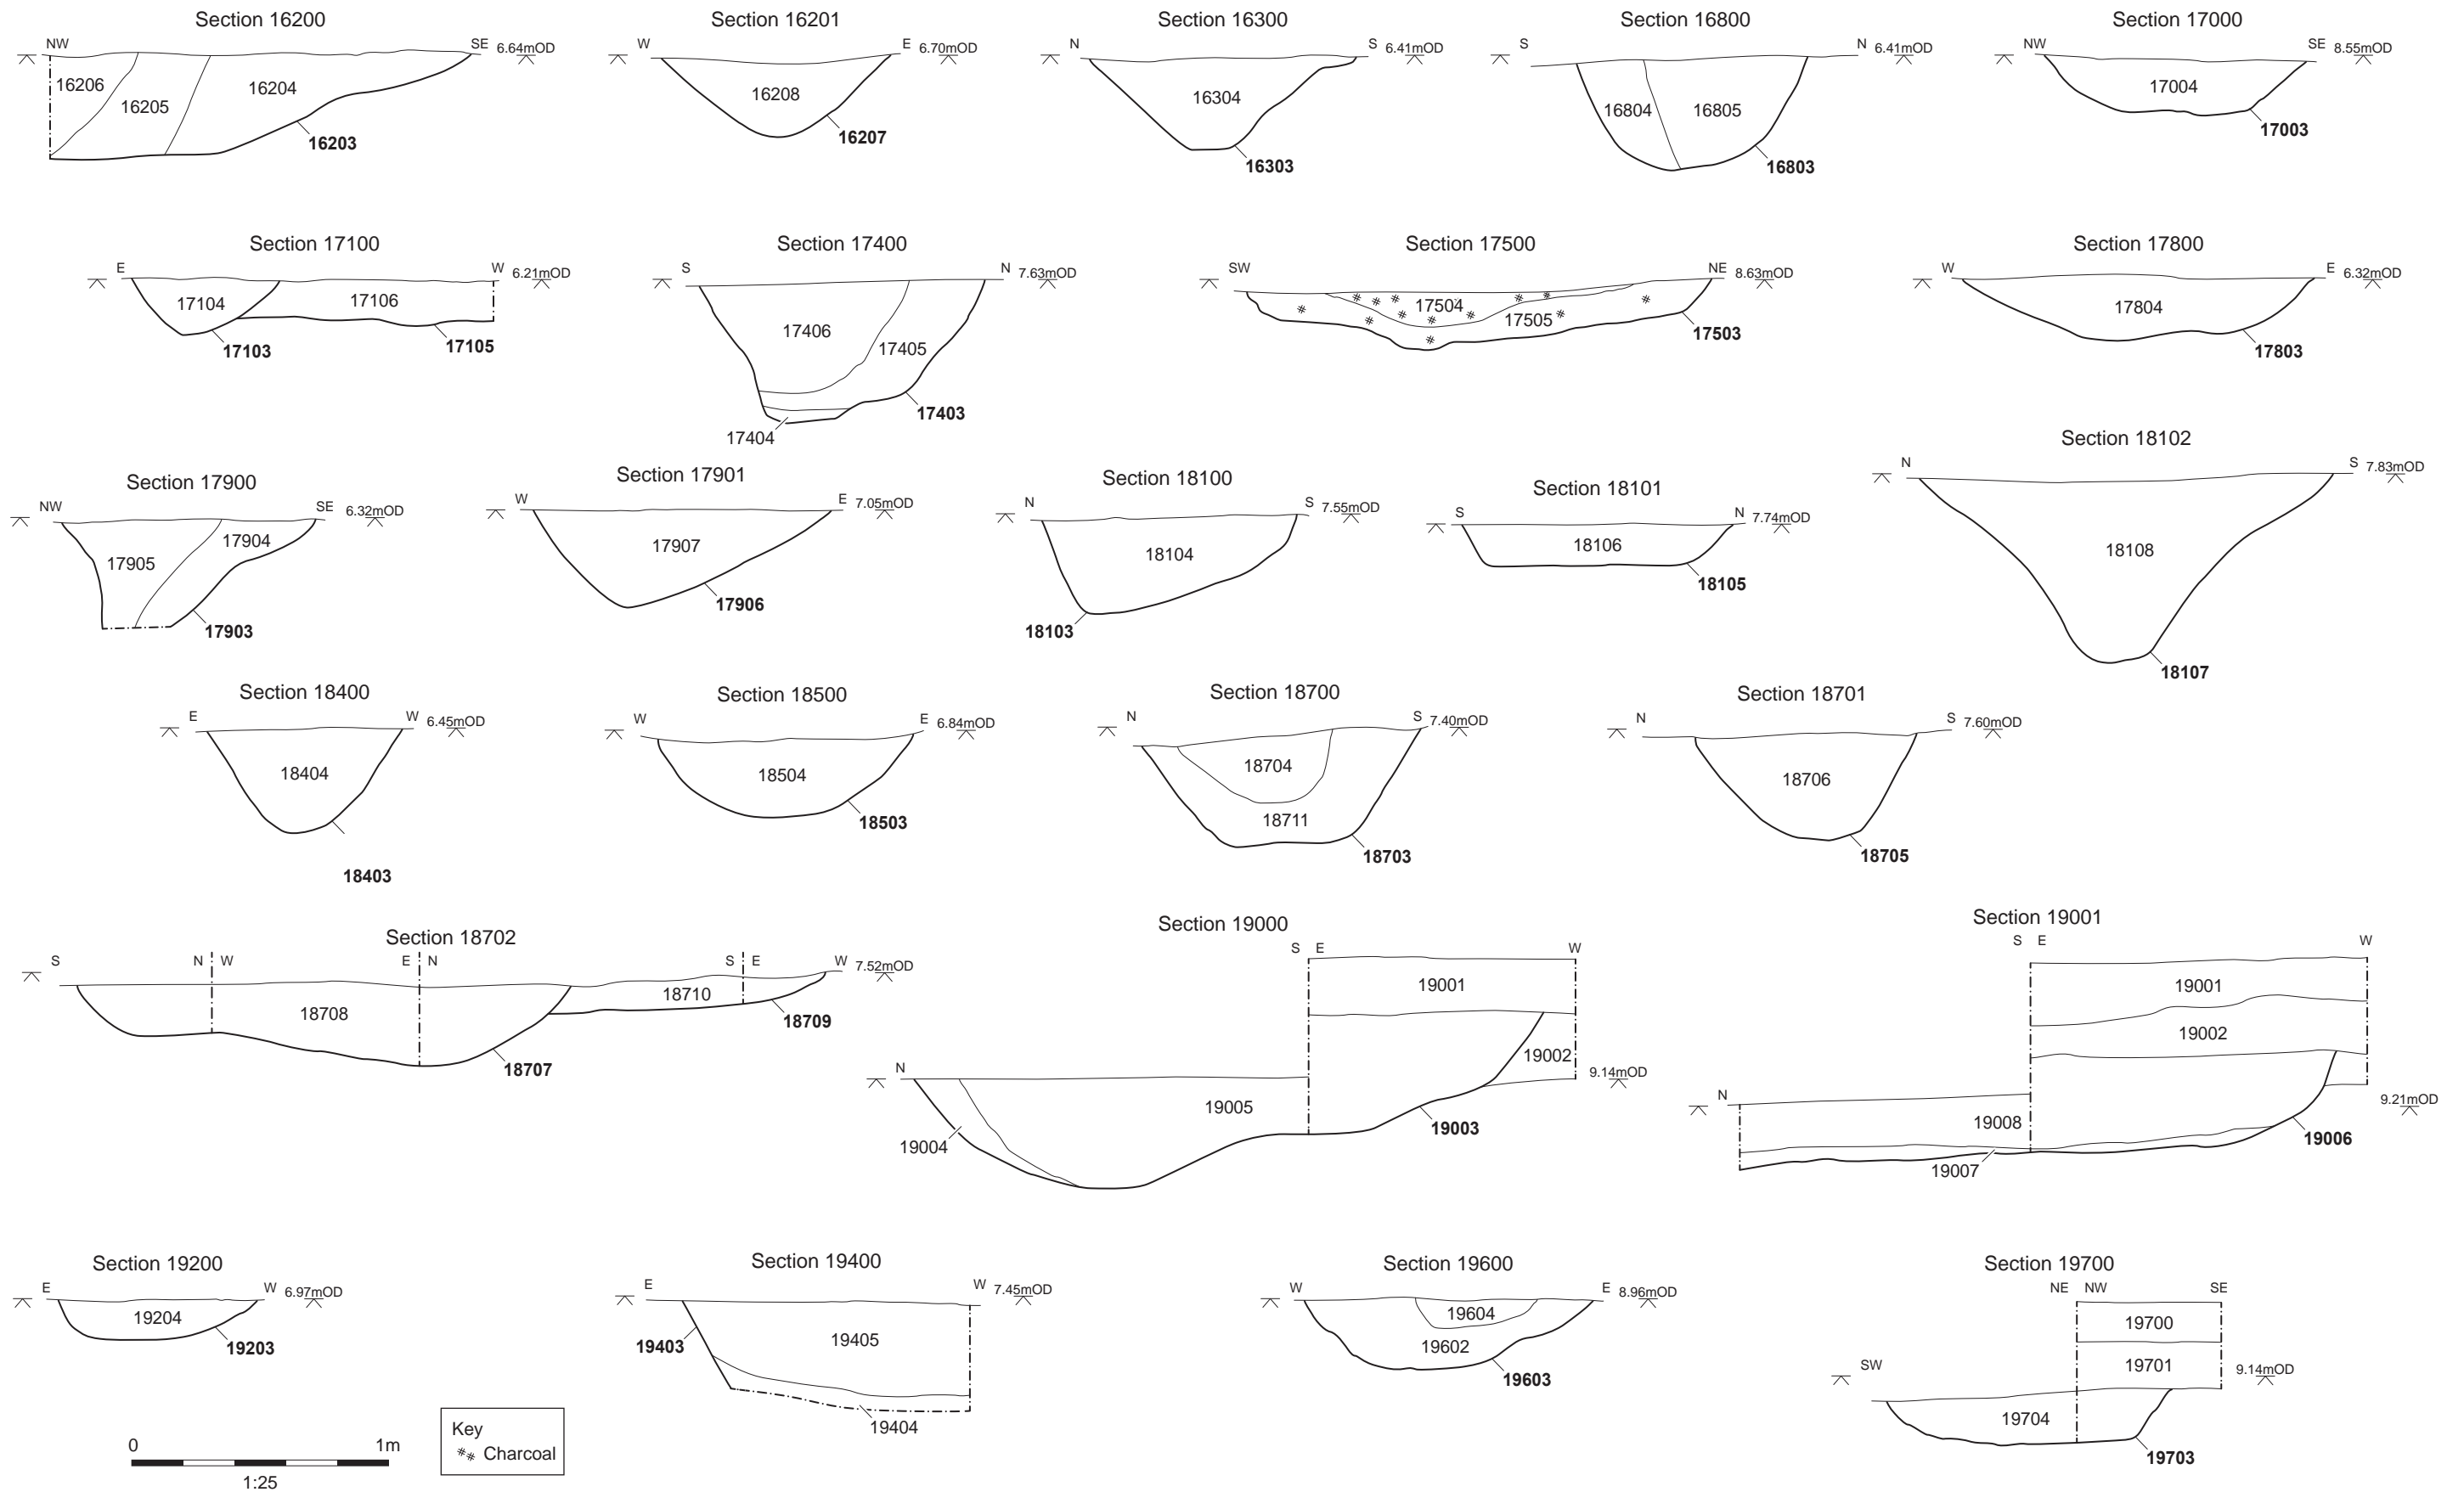 Section 16200
NW SE 6.64mOD
16206 16205 16204
16203
Section 16201
W E 6.70mOD
16208
16207
Section 16300
N S 6.41mOD
16304
16303
Section 16800
S N 6.41mOD
16804 16805
16803
Section 17000
NW SE 8.55mOD
17004
17003
Section 17100
E W 6.21mOD
17104 17106
17103 17105
Section 17400
S N 7.63mOD
17406
17405
17403
17404
Section 17500
SW NE 8.63mOD
17504
17505
17503
Section 17800
W E 6.32mOD
17804
17803
Section 17900
NW SE 6.32mOD
17904
17905
17903
Section 17901
W E 7.05mOD
17907
17906
Section 18100
N S 7.55mOD
18104
18103
Section 18101
S N 7.74mOD
18106
18105
Section 18102
N S 7.83mOD
18108
18107
Section 18400
E W 6.45mOD
18404
18403
Section 18500
W E 6.84mOD
18504
18503
Section 18700
N S 7.40mOD
18704
18711
18703
Section 18701
N S 7.60mOD
18706
18705
Section 18702
S N W E N S E W 7.52mOD
18708 18710
18709
18707
Section 19000
S E W
19001
19002
N 9.14mOD
19005
19003
19004
Section 19001
S E W
19001
19002
N 9.21mOD
19008
19006
19007
Section 19200
E W 6.97mOD
19204
19203
Section 19400
E W 7.45mOD
19405
19403
19404
Section 19600
W E 8.96mOD
19604
19602
19603
Section 19700
NE NW SE
19700
19701
SW 9.14mOD
19704
19703
0 1m
1:25
Key
Charcoal